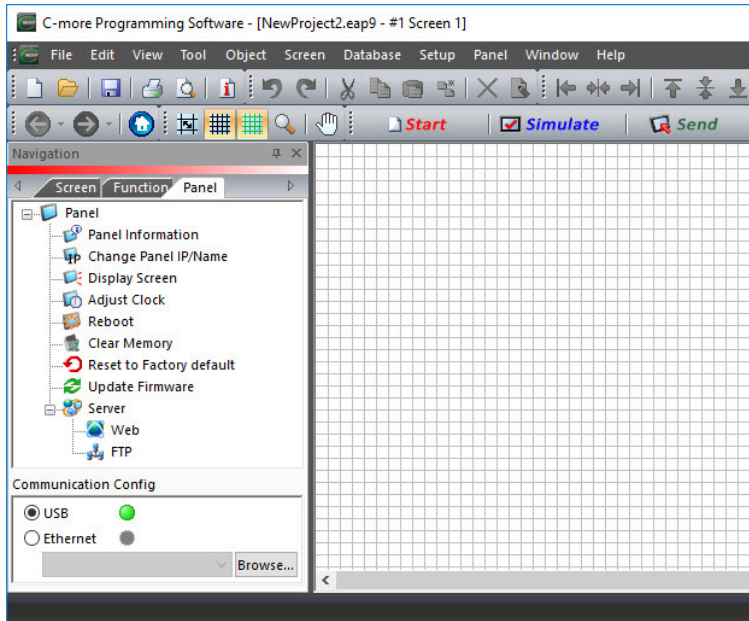 C-more Programming Software - [NewProject2.eap9 - #1 Screen 1]
File Edit View Tool Object Screen Database Setup Panel Window Help
Start Simulate Send
Navigation
Screen Function Panel
Panel
Panel Information
Change Panel IP/Name
Display Screen
Adjust Clock
Reboot
Clear Memory
Reset to Factory default
Update Firmware
Server
Web
FTP
Communication Config
USB
Ethernet
Browse...